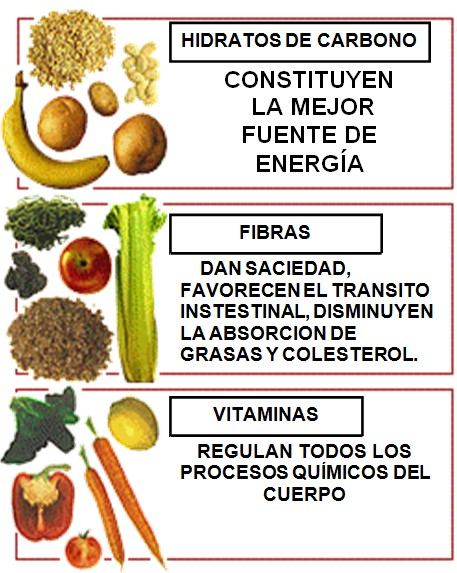 HIDRATOS DE CARBONO
CONSTITUYEN
LA MEJOR
FUENTE DE
ENERGÍA
FIBRAS
DAN SACIEDAD,
FAVORECEN EL TRANSITO
INSTESTINAL, DISMINUYEN
LA ABSORCION DE
GRASAS Y COLESTEROL.
VITAMINAS
REGULAN TODOS LOS
PROCESOS QUÍMICOS DEL
CUERPO